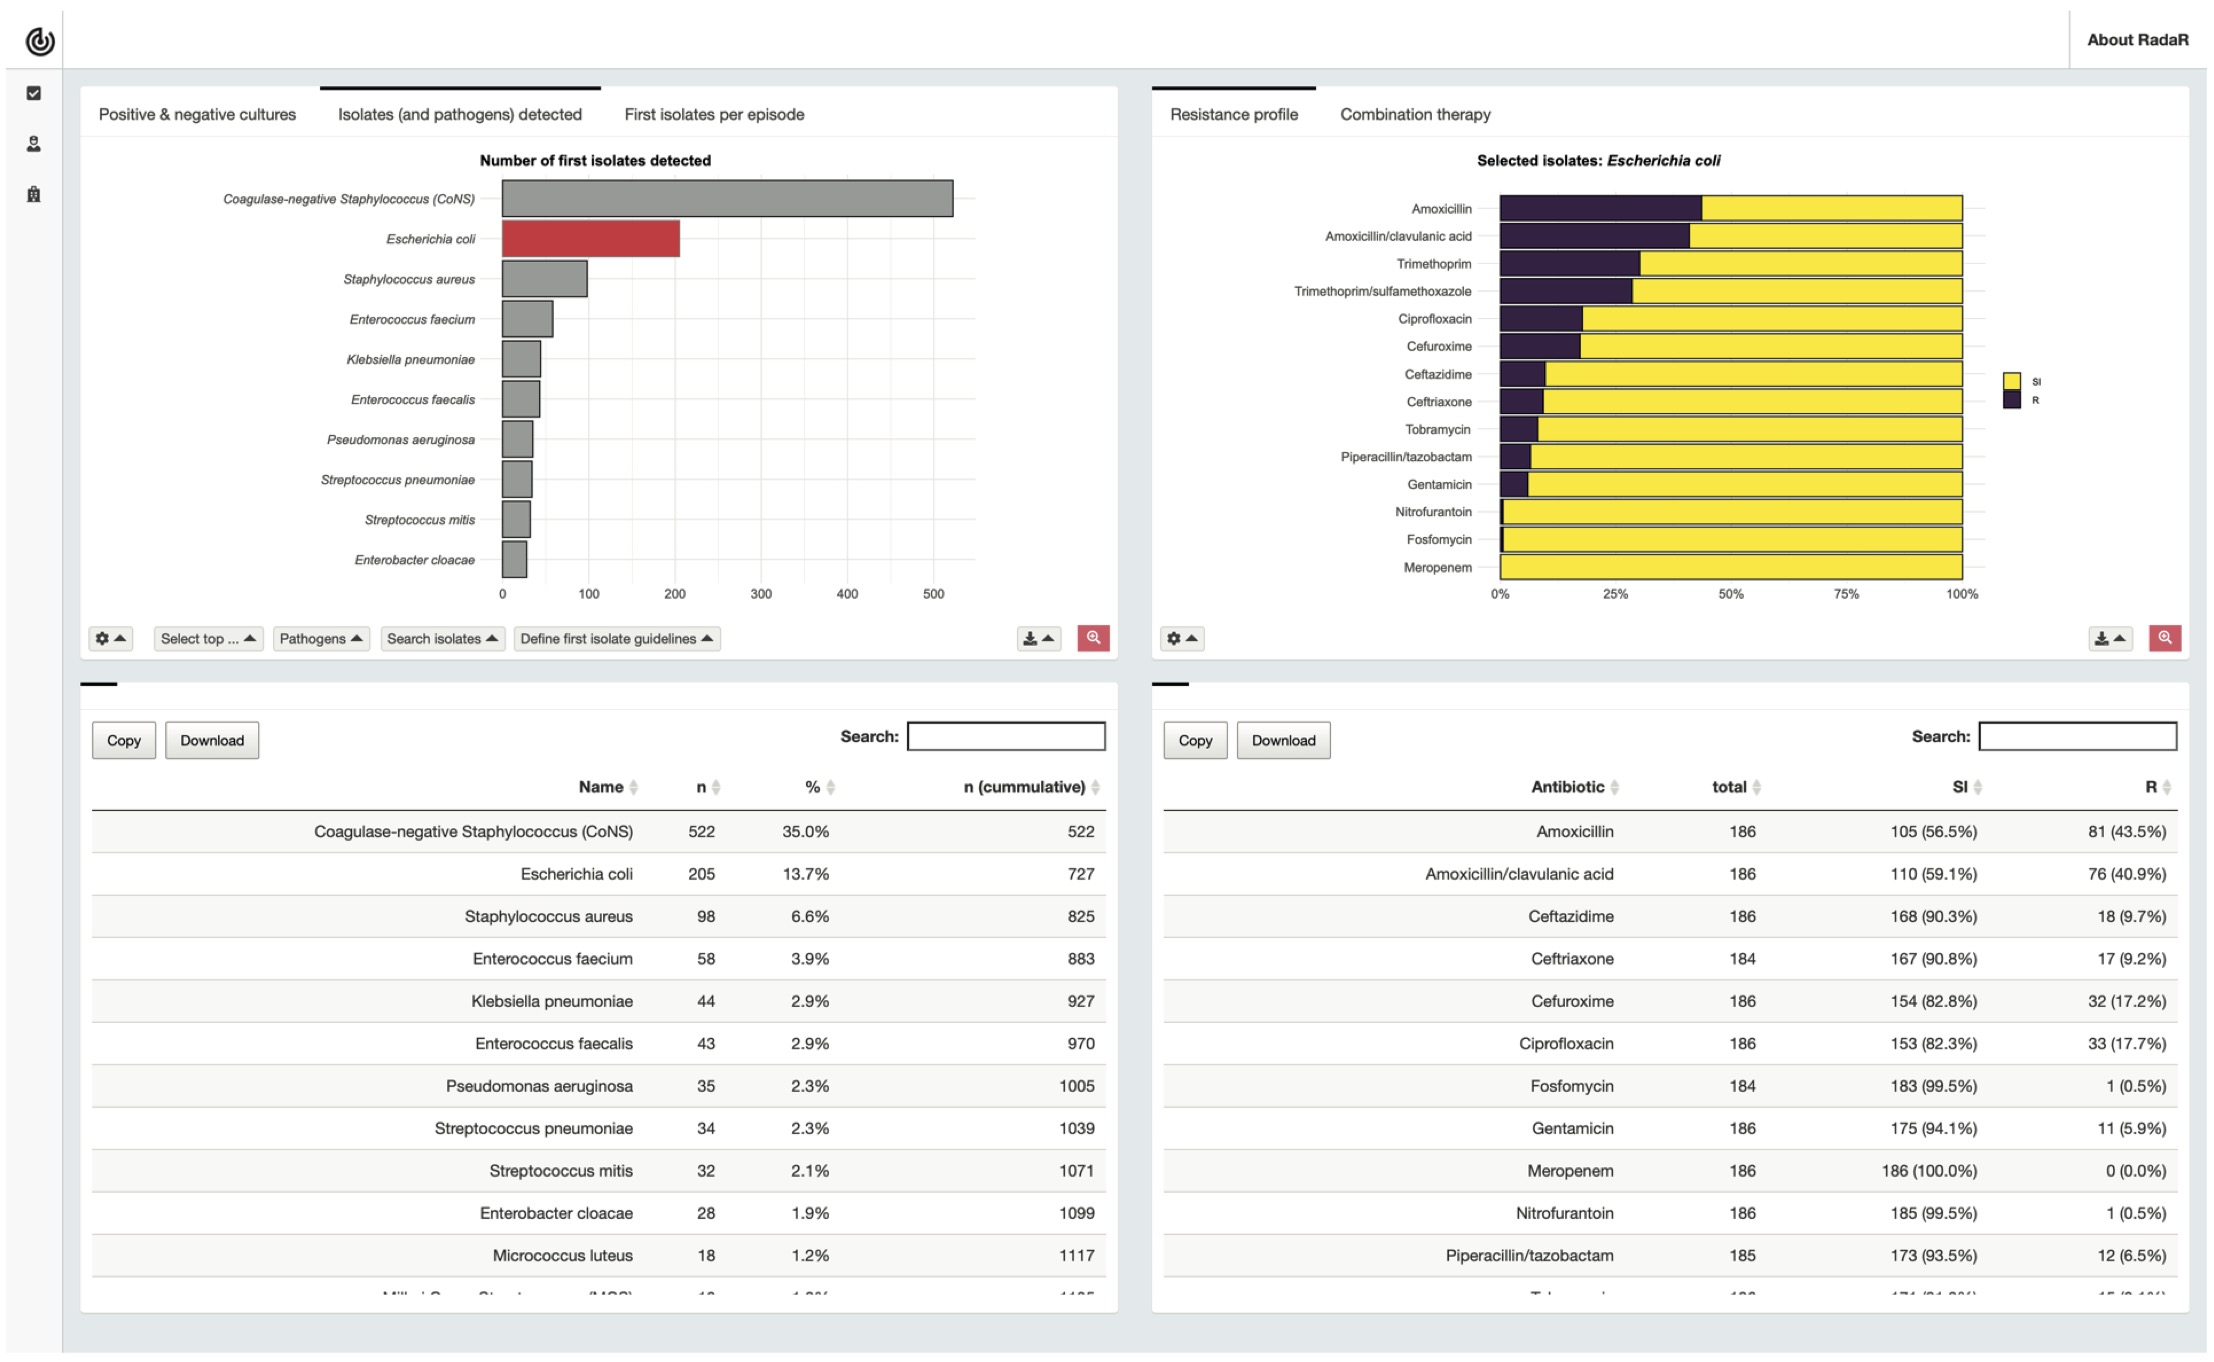 About RadaR
Positive & negative cultures
Isolates (and pathogens) detected
First isolates per episode
Number of first isolates detected
Coagulase-negative Staphylococcus (CoNS)
Escherichia coli
Staphylococcus aureus
Enterococcus faecium
Klebsiella pneumoniae
Enterococcus faecalis
Pseudomonas aeruginosa
Streptococcus pneumoniae
Streptococcus mitis
Enterobacter cloacae
0 100 200 300 400 500
Select top ... Pathogens Search isolates Define first isolate guidelines
Resistance profile
Combination therapy
Selected isolates: Escherichia coli
Amoxicillin
Amoxicillin/clavulanic acid
Trimethoprim
Trimethoprim/sulfamethoxazole
Ciprofloxacin
Cefuroxime
Ceftazidime
Ceftriaxone
Tobramycin
Piperacillin/tazobactam
Gentamicin
Nitrofurantoin
Fosfomycin
Meropenem
0% 25% 50% 75% 100%
SI
R
Copy Download Search:
Name n % n (cummulative)
Coagulase-negative Staphylococcus (CoNS) 522 35.0% 522
Escherichia coli 205 13.7% 727
Staphylococcus aureus 98 6.6% 825
Enterococcus faecium 58 3.9% 883
Klebsiella pneumoniae 44 2.9% 927
Enterococcus faecalis 43 2.9% 970
Pseudomonas aeruginosa 35 2.3% 1005
Streptococcus pneumoniae 34 2.3% 1039
Streptococcus mitis 32 2.1% 1071
Enterobacter cloacae 28 1.9% 1099
Micrococcus luteus 18 1.2% 1117
Copy Download Search:
Antibiotic total SI R
Amoxicillin 186 105 (56.5%) 81 (43.5%)
Amoxicillin/clavulanic acid 186 110 (59.1%) 76 (40.9%)
Ceftazidime 186 168 (90.3%) 18 (9.7%)
Ceftriaxone 184 167 (90.8%) 17 (9.2%)
Cefuroxime 186 154 (82.8%) 32 (17.2%)
Ciprofloxacin 186 153 (82.3%) 33 (17.7%)
Fosfomycin 184 183 (99.5%) 1 (0.5%)
Gentamicin 186 175 (94.1%) 11 (5.9%)
Meropenem 186 186 (100.0%) 0 (0.0%)
Nitrofurantoin 186 185 (99.5%) 1 (0.5%)
Piperacillin/tazobactam 185 173 (93.5%) 12 (6.5%)